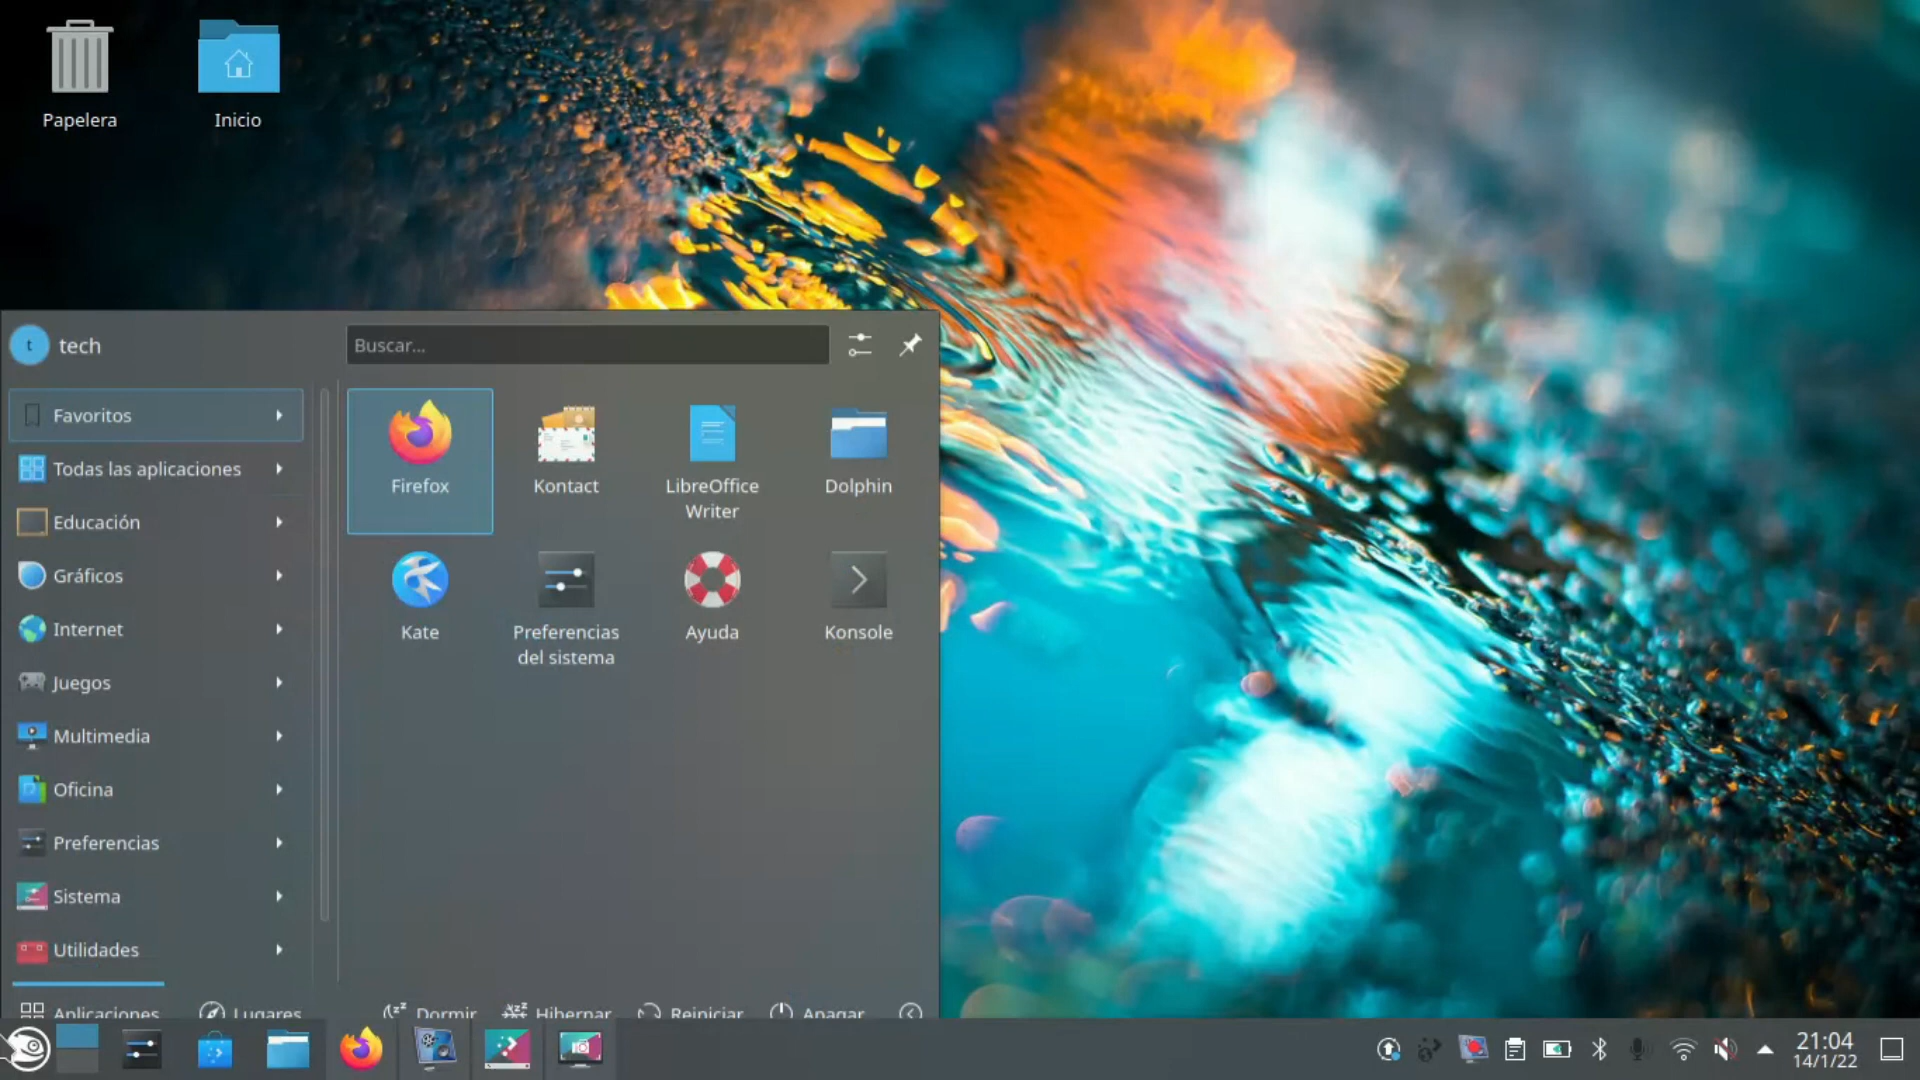 Papelera
Inicio
t
tech
Buscar...
Favoritos
Todas las aplicaciones
Educación
Gráficos
Internet
Juegos
Multimedia
Oficina
Preferencias
Sistema
Utilidades
Firefox
Kontact
LibreOffice
Writer
Dolphin
Kate
Preferencias
del sistema
Ayuda
Konsole
Aplicaciones
Lugares
Dormir
Hibernar
Reiniciar
Apagar
21:04
14/1/22